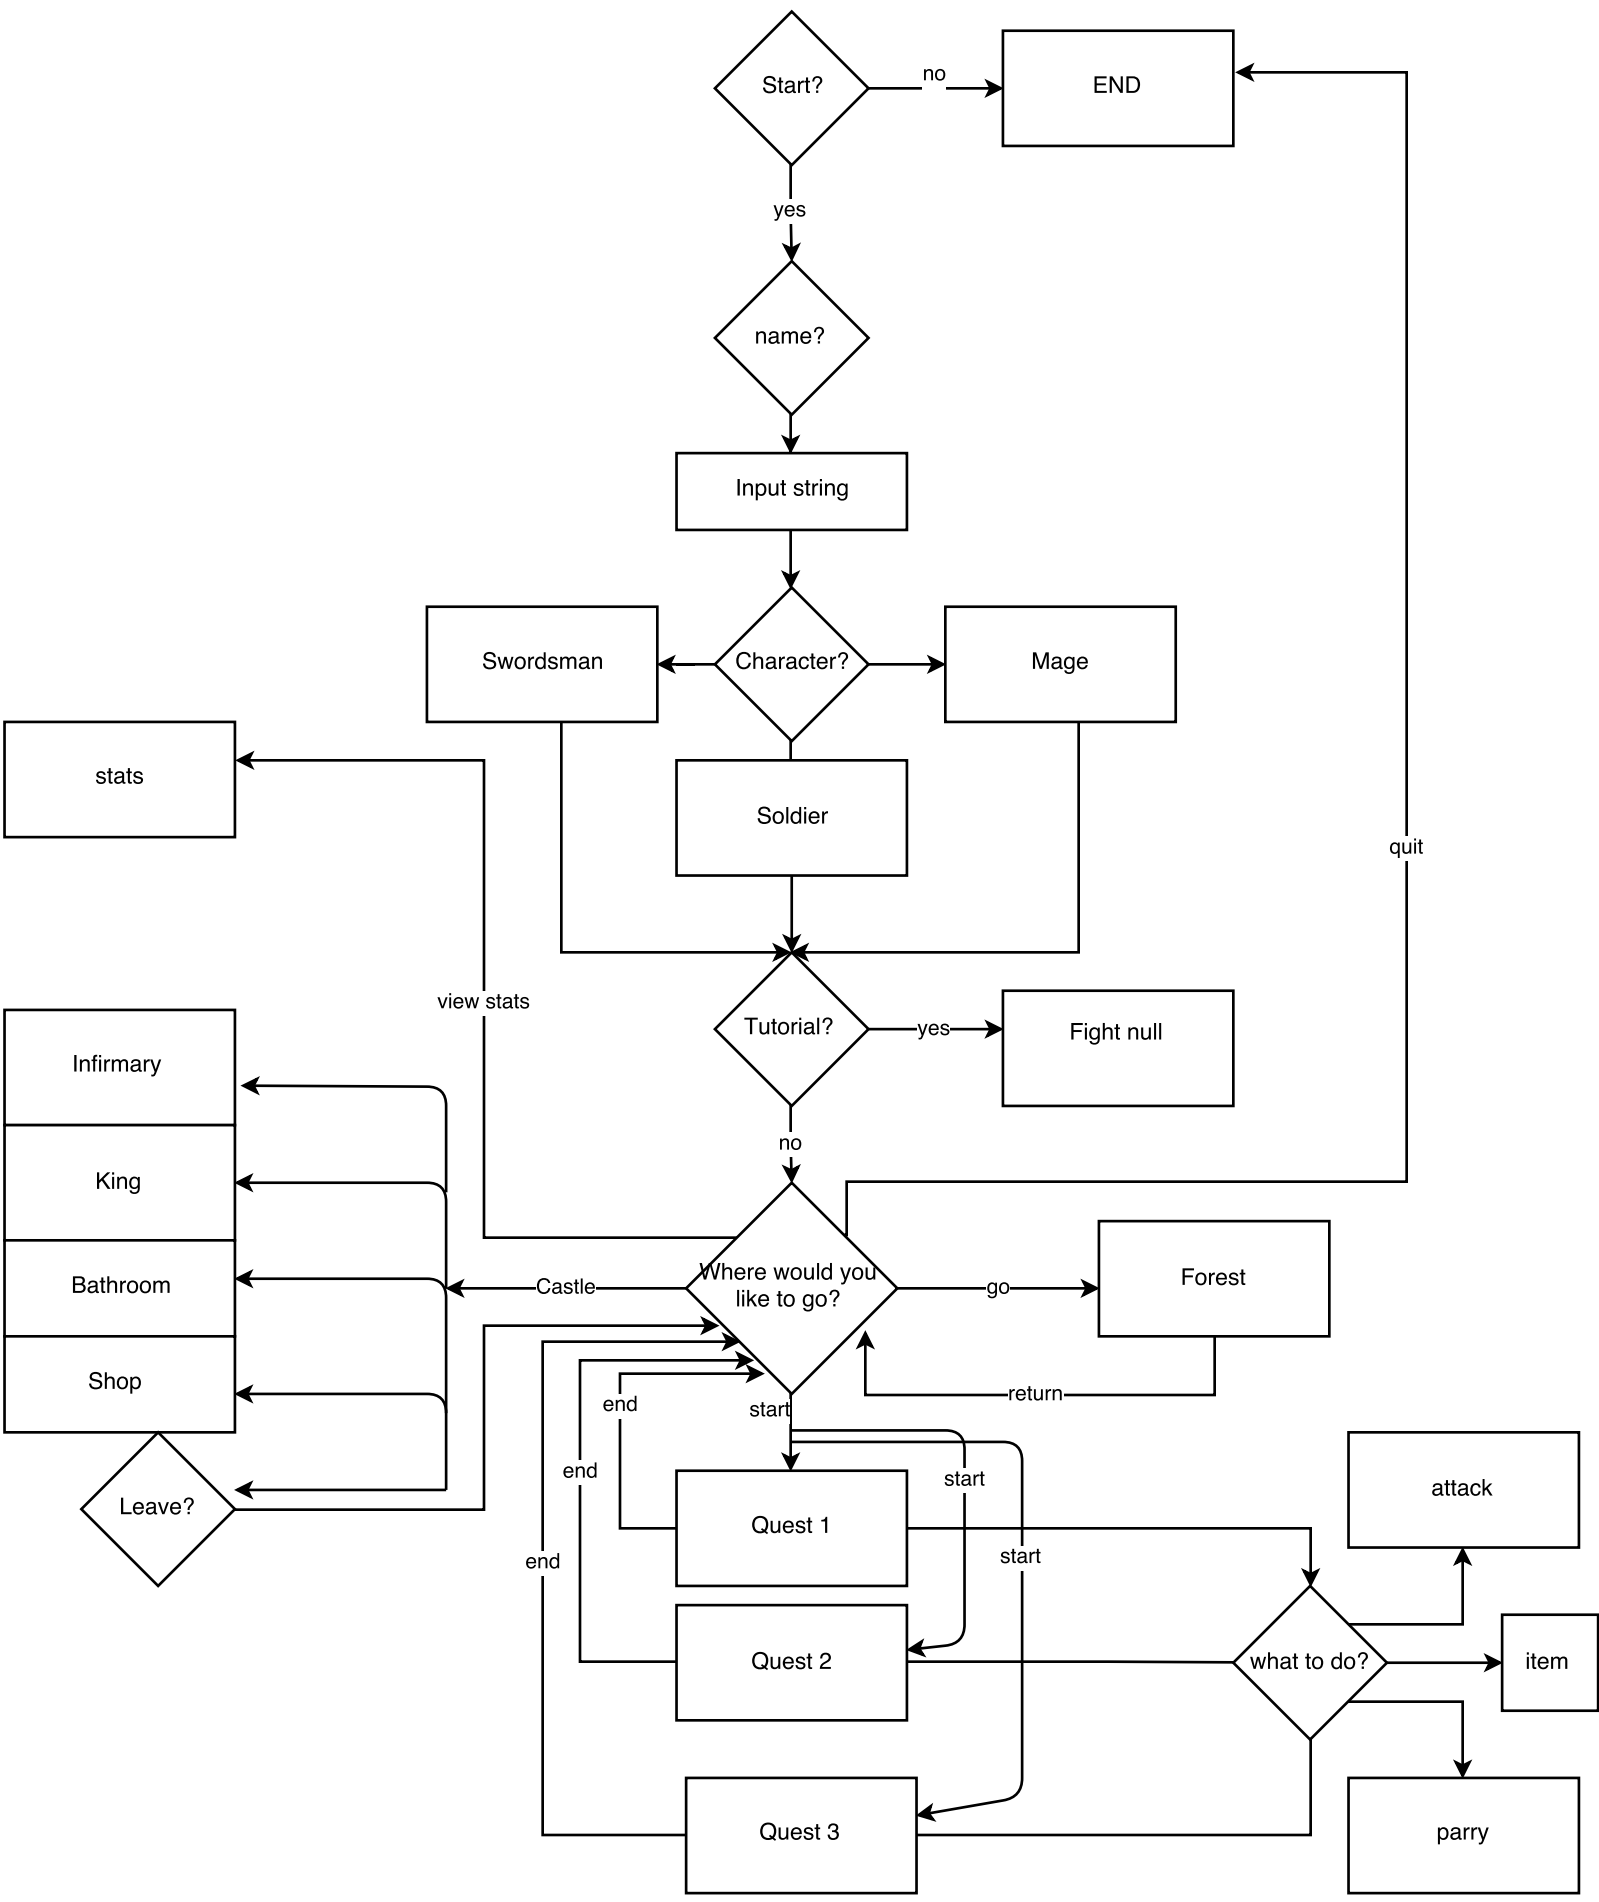 Start?
no
END
yes
name?
Input string
Swordsman
Character?
Mage
stats
Soldier
quit
view stats
Tutorial?
yes
Fight null
Infirmary
no
King
Bathroom
Castle
Where would you
like to go?
go
Forest
Shop
return
end
start
end
start
attack
Leave?
Quest 1
end
start
Quest 2
what to do?
item
Quest 3
parry